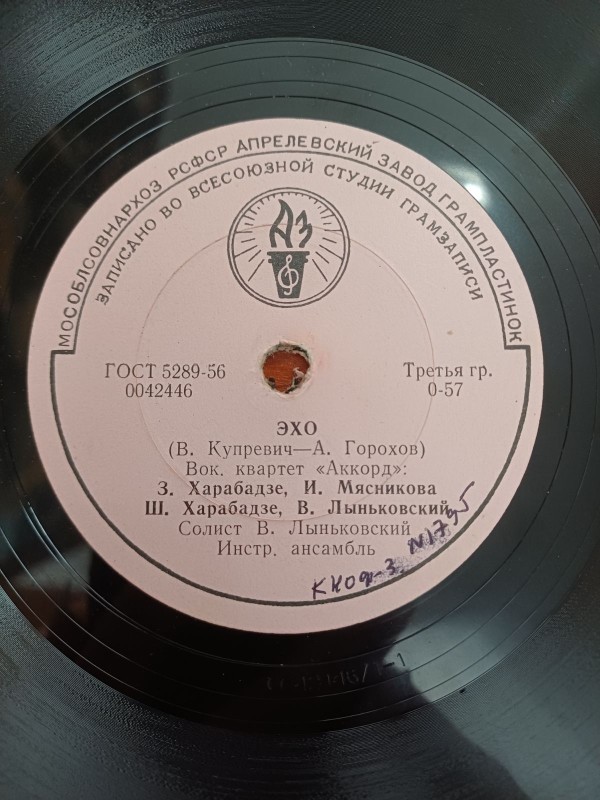 МОСОБЛСОВНАРХОЗ РСФСР АПРЕЛЕВСКИЙ ЗАВОД ГРАМПЛАСТИНОК
ЗАПИСАНО ВО ВСЕСОЮЗНОЙ СТУДИИ ГРАМЗАПИСИ
АЗ
ГОСТ 5289-56
0042446
Третья гр.
0-57
ЭХО
(В. Купревич—А. Горохов)
Вок. квартет «Аккорд»:
З. Харабадзе, И. Мясникова
Ш. Харабадзе, В. Лыньковский
Солист В. Лыньковский
Инстр. ансамбль